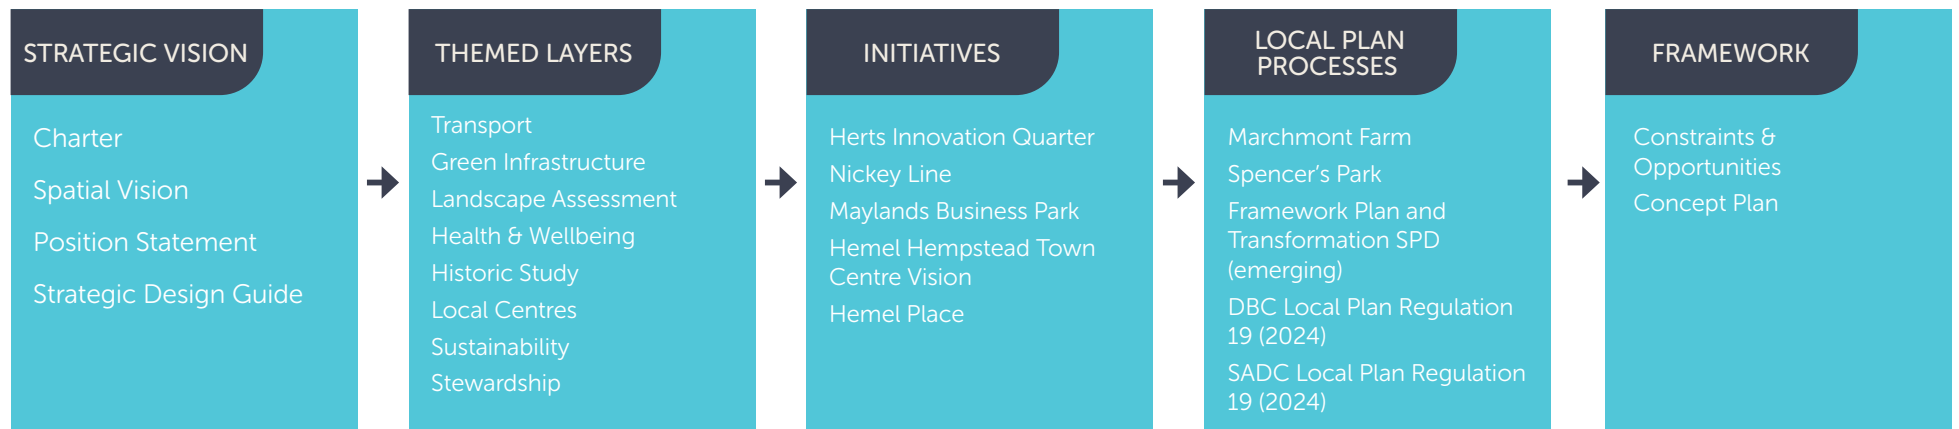 STRATEGIC VISION
Charter
Spatial Vision
Position Statement
Strategic Design Guide
THEMED LAYERS
Transport
Green Infrastructure
Landscape Assessment
Health & Wellbeing
Historic Study
Local Centres
Sustainability
Stewardship
INITIATIVES
Herts Innovation Quarter
Nickey Line
Maylands Business Park
Hemel Hempstead Town
Centre Vision
Hemel Place
LOCAL PLAN
PROCESSES
Marchmont Farm
Spencer’s Park
Framework Plan and
Transformation SPD
(emerging)
DBC Local Plan Regulation
19 (2024)
SADC Local Plan Regulation
19 (2024)
FRAMEWORK
Constraints &
Opportunities
Concept Plan